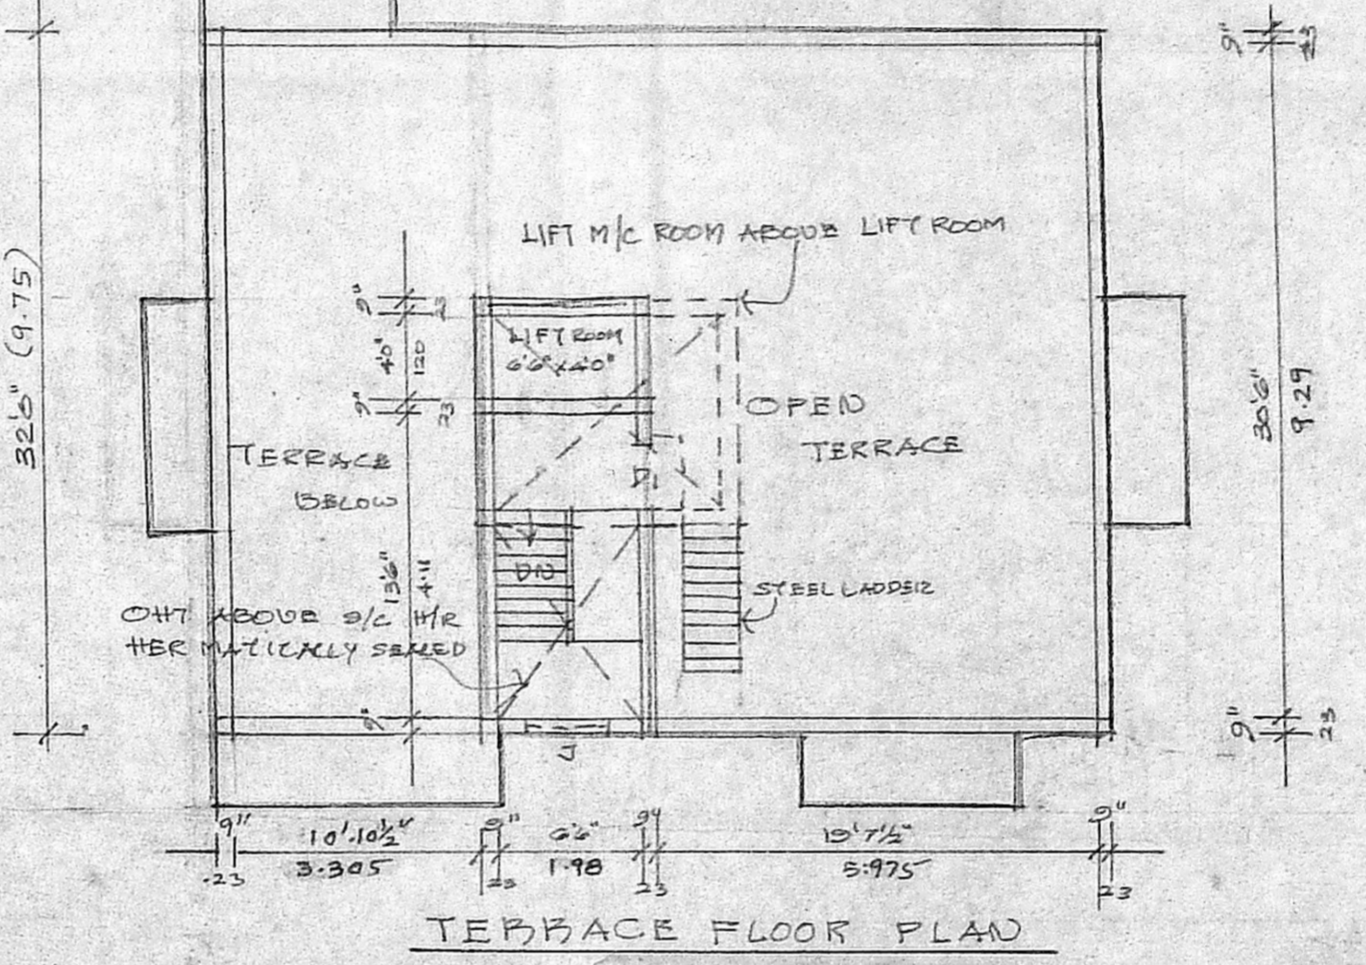 9"
23
32'6" (9.75)
LIFT M/C ROOM ABOVE LIFT ROOM
9"
23
LIFT ROOM
6'6"x4'0"
4'0"
120
9"
23
OPEN
TERRACE
30'6"
9.29
TERRACE
BELOW
D
DN
13'6"
4.11
STEEL LADDER
OHT ABOVE S/C H/R
HERMATICALLY SEALED
9"
9"
23
9"
10'.10½"
9"
6'6"
9"
19'7½"
9"
.23
3.305
23
1.98
23
5.975
23
TERRACE FLOOR PLAN